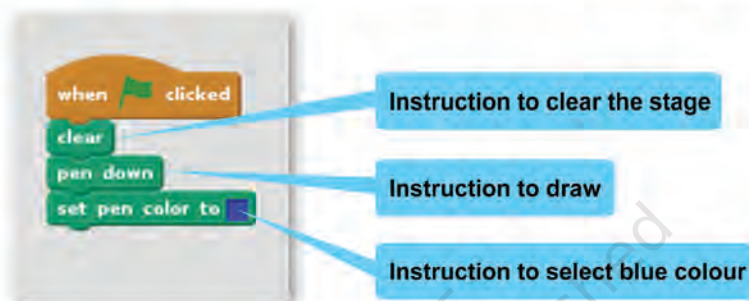 when clicked
clear
pen down
set pen color to
Instruction to clear the stage
Instruction to draw
Instruction to select blue colour